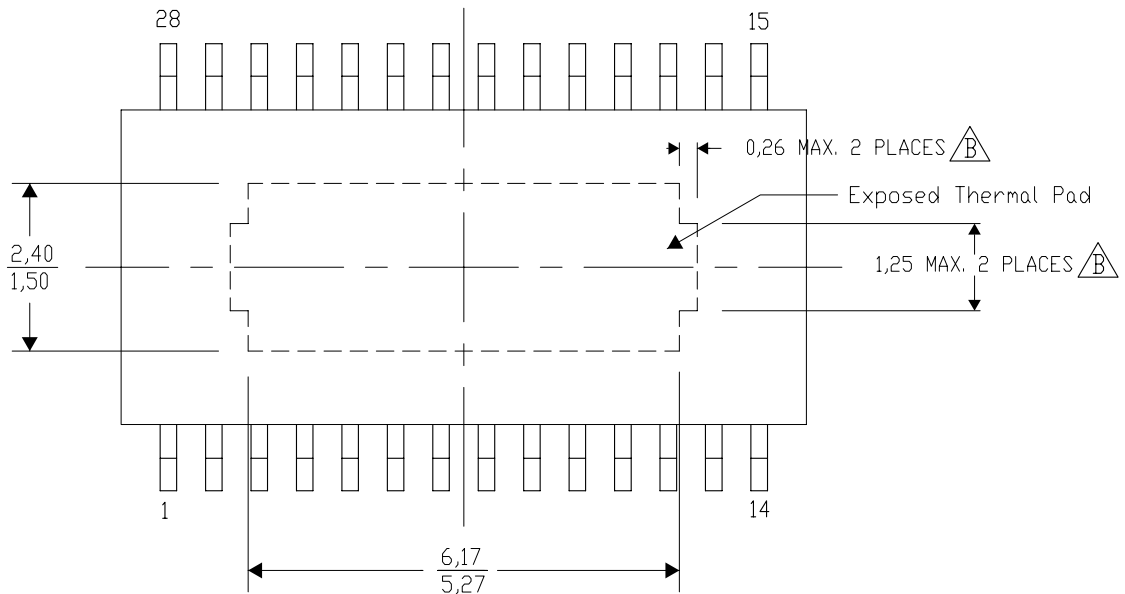 28
15
0,26 MAX. 2 PLACES B
Exposed Thermal Pad
2,40
1,50
1,25 MAX. 2 PLACES B
1
14
6,17
5,27